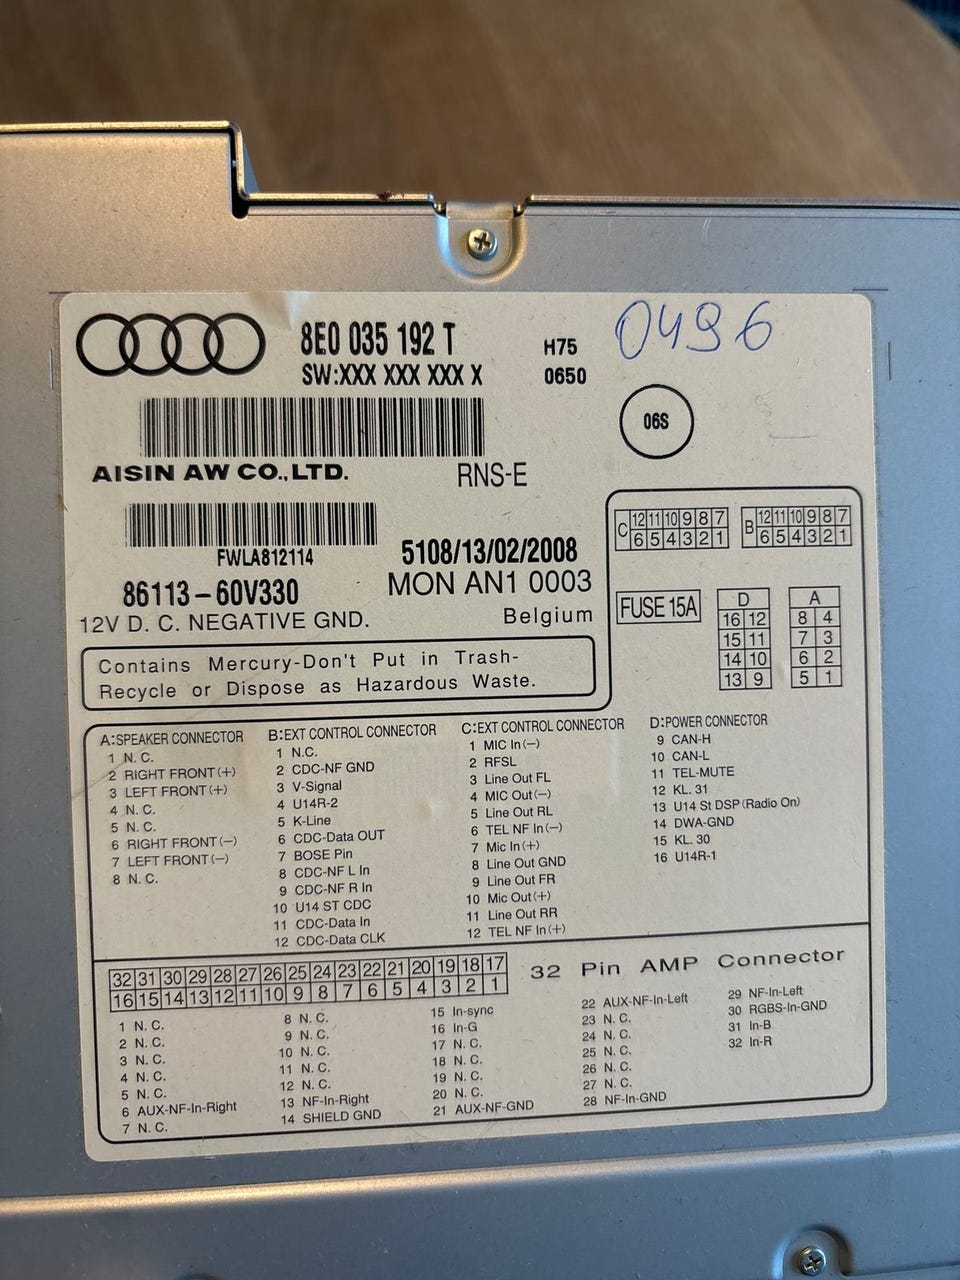 8E0 035 192 T
SW:XXX XXX XXX X
H75
0650
0496
06S
AISIN AW CO.,LTD.
RNS-E
FWLA812114
5108/13/02/2008
86113-60V330
MON AN1 0003
12V D. C. NEGATIVE GND.
Belgium
Contains Mercury-Don't Put in Trash-
Recycle or Dispose as Hazardous Waste.
C 12 11 10 9 8 7
6 5 4 3 2 1
B 12 11 10 9 8 7
6 5 4 3 2 1
FUSE 15A
D
16 12
15 11
14 10
13 9
A
8 4
7 3
6 2
5 1
A:SPEAKER CONNECTOR
1 N. C.
2 RIGHT FRONT(+)
3 LEFT FRONT(+)
4 N. C.
5 N. C.
6 RIGHT FRONT(-)
7 LEFT FRONT(-)
8 N. C.
B:EXT CONTROL CONNECTOR
1 N.C.
2 CDC-NF GND
3 V-Signal
4 U14R-2
5 K-Line
6 CDC-Data OUT
7 BOSE Pin
8 CDC-NF L In
9 CDC-NF R In
10 U14 ST CDC
11 CDC-Data In
12 CDC-Data CLK
C:EXT CONTROL CONNECTOR
1 MIC In(-)
2 RFSL
3 Line Out FL
4 MIC Out(-)
5 Line Out RL
6 TEL NF In(-)
7 Mic In(+)
8 Line Out GND
9 Line Out FR
10 Mic Out(+)
11 Line Out RR
12 TEL NF In(+)
D:POWER CONNECTOR
9 CAN-H
10 CAN-L
11 TEL-MUTE
12 KL. 31
13 U14 St DSP(Radio On)
14 DWA-GND
15 KL. 30
16 U14R-1
32 31 30 29 28 27 26 25 24 23 22 21 20 19 18 17
16 15 14 13 12 11 10 9 8 7 6 5 4 3 2 1
32 Pin AMP Connector
1 N. C.
2 N. C.
3 N. C.
4 N. C.
5 N. C.
6 AUX-NF-In-Right
7 N. C.
8 N. C.
9 N. C.
10 N. C.
11 N. C.
12 N. C.
13 NF-In-Right
14 SHIELD GND
15 In-sync
16 In-G
17 N. C.
18 N. C.
19 N. C.
20 N. C.
21 AUX-NF-GND
22 AUX-NF-In-Left
23 N. C.
24 N. C.
25 N. C.
26 N. C.
27 N. C.
28 NF-In-GND
29 NF-In-Left
30 RGBS-In-GND
31 In-B
32 In-R